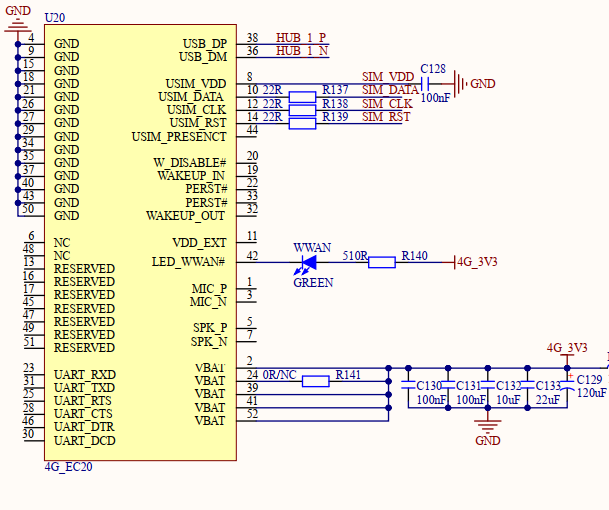 GND
U20
4 GND USB_DP 38 HUB_1_P
9 GND USB_DM 36 HUB_1_N
15 GND
18 GND USIM_VDD 8 SIM_VDD C128 GND
21 GND USIM_DATA 10 22R R137 SIM_DATA 100nF
26 GND USIM_CLK 12 22R R138 SIM_CLK
27 GND USIM_RST 14 22R R139 SIM_RST
29 GND USIM_PRESENCT 44
34 GND
35 GND W_DISABLE# 20
37 GND WAKEUP_IN 19
40 GND PERST# 22
43 GND PERST# 33
50 GND WAKEUP_OUT 32
6 NC VDD_EXT 11
WWAN
48 NC LED_WWAN# 42 510R R140 4G_3V3
GREEN
13 RESERVED
16 RESERVED MIC_P 1
17 RESERVED MIC_N 3
45 RESERVED
47 RESERVED SPK_P 5
49 RESERVED SPK_N 7
51 RESERVED
4G_3V3
VBAT 2
23 UART_RXD VBAT 24 0R/NC R141
31 UART_TXD VBAT 39
25 UART_RTS VBAT 41
28 UART_CTS VBAT 52
46 UART_DTR
30 UART_DCD
C130 C131 C132 C133 + C129
100nF 100nF 10uF 22uF 120uF
GND
4G_EC20